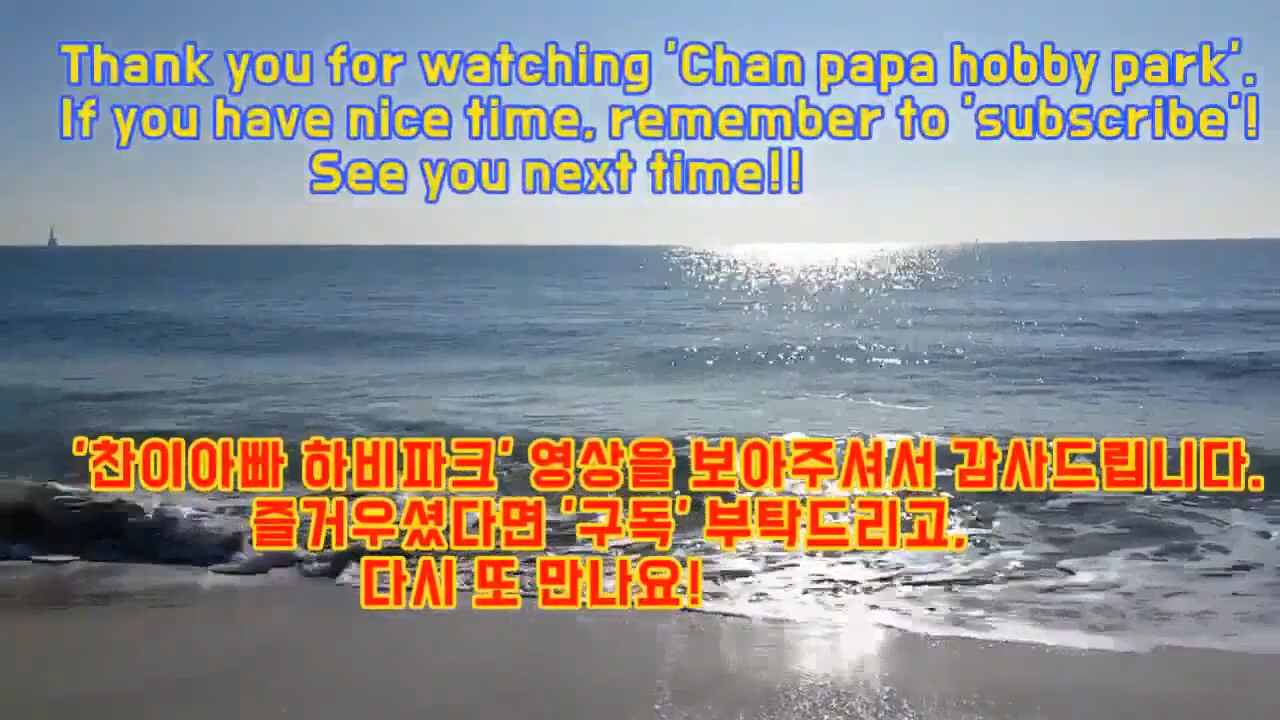 Thank you for watching 'Chan papa hobby park'.
If you have nice time, remember to 'subscribe'!
See you next time!!
'찬이아빠 하비파크' 영상을 보아주셔서 감사드립니다.
즐거우셨다면 '구독' 부탁드리고,
다시 또 만나요!